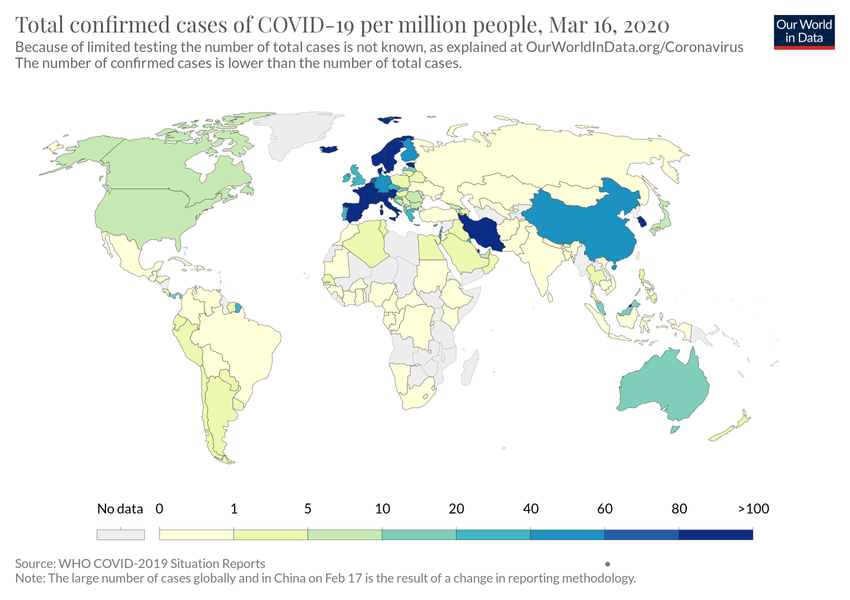 Total confirmed cases of COVID-19 per million people, Mar 16, 2020
Our World
in Data
Because of limited testing the number of total cases is not known, as explained at OurWorldInData.org/Coronavirus
The number of confirmed cases is lower than the number of total cases.
No data 0 1 5 10 20 40 60 80 >100
Source: WHO COVID-2019 Situation Reports
Note: The large number of cases globally and in China on Feb 17 is the result of a change in reporting methodology.